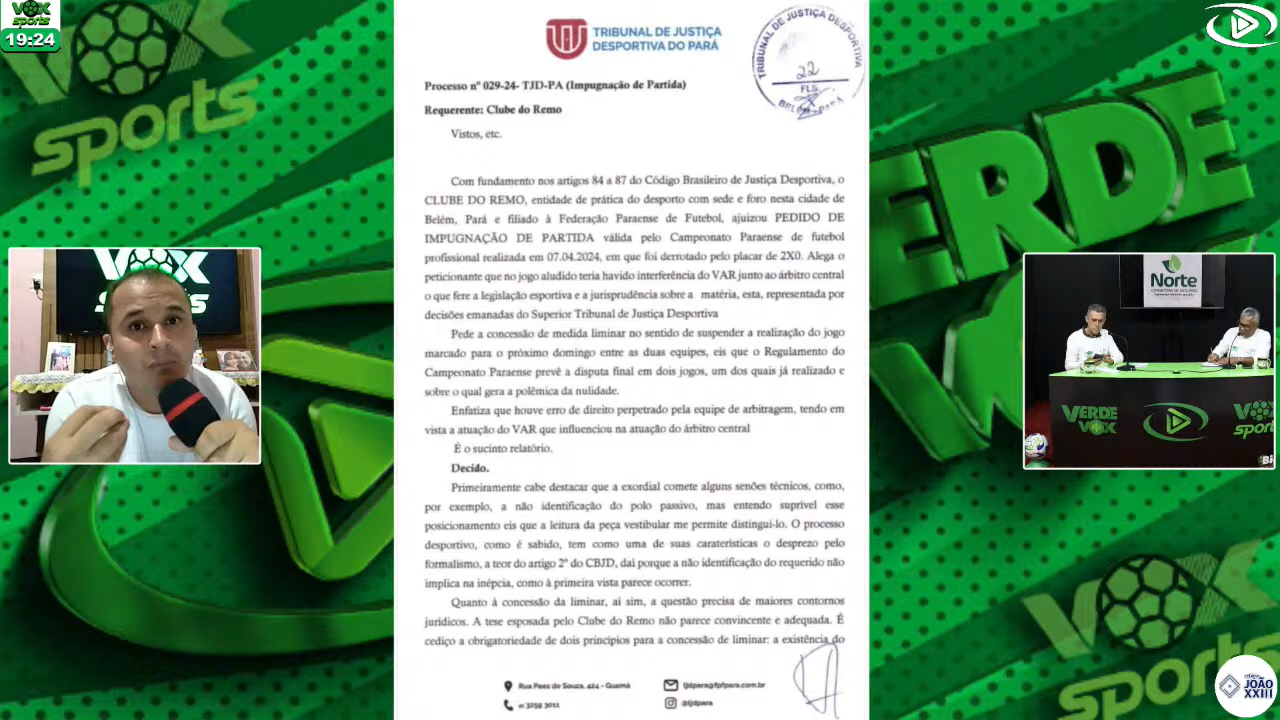 VOX
sports
19:24
VOX
sports
TRIBUNAL DE JUSTIÇA
DESPORTIVA DO PARÁ
TRIBUNAL DE JUSTIÇA DESPORTIVA
22
FLS.
BELÉM - PARÁ
Processo nº 029-24- TJD-PA (Impugnação de Partida)
Requerente: Clube do Remo
Vistos, etc.
Com fundamento nos artigos 84 a 87 do Código Brasileiro de Justiça Desportiva, o
CLUBE DO REMO, entidade de prática do desporto com sede e foro nesta cidade de
Belém, Pará e filiado à Federação Paraense de Futebol, ajuizou PEDIDO DE
IMPUGNAÇÃO DE PARTIDA válida pelo Campeonato Paraense de futebol
profissional realizada em 07.04.2024, em que foi derrotado pelo placar de 2X0. Alega o
peticionante que no jogo aludido teria havido interferência do VAR junto ao árbitro central
o que fere a legislação esportiva e a jurisprudência sobre a matéria, esta, representada por
decisões emanadas do Superior Tribunal de Justiça Desportiva
Pede a concessão de medida liminar no sentido de suspender a realização do jogo
marcado para o próximo domingo entre as duas equipes, eis que o Regulamento do
Campeonato Paraense prevê a disputa final em dois jogos, um dos quais já realizado e
sobre o qual gera a polêmica da nulidade.
Enfatiza que houve erro de direito perpetrado pela equipe de arbitragem, tendo em
vista a atuação do VAR que influenciou na atuação do árbitro central
É o sucinto relatório.
Decido.
Primeiramente cabe destacar que a exordial comete alguns senões técnicos, como,
por exemplo, a não identificação do polo passivo, mas entendo suprível esse
posicionamento eis que a leitura da peça vestibular me permite distingui-lo. O processo
desportivo, como é sabido, tem como uma de suas caraterísticas o desprezo pelo
formalismo, a teor do artigo 2º do CBJD, daí porque a não identificação do requerido não
implica na inépcia, como à primeira vista parece ocorrer.
Quanto à concessão da liminar, aí sim, a questão precisa de maiores contornos
jurídicos. A tese esposada pelo Clube do Remo não parece convincente e adequada. É
cediço a obrigatoriedade de dois princípios para a concessão de liminar: a existência do
Rua Paes de Souza, 424 - Guamá
91 3259 3011
tjdpara@fpfpara.com.br
@tjdpara
VOX
SPORTS
Norte
VERDE
VOX
VOX
sports
ERDE
VOX
sports
JOÃO
XXIII